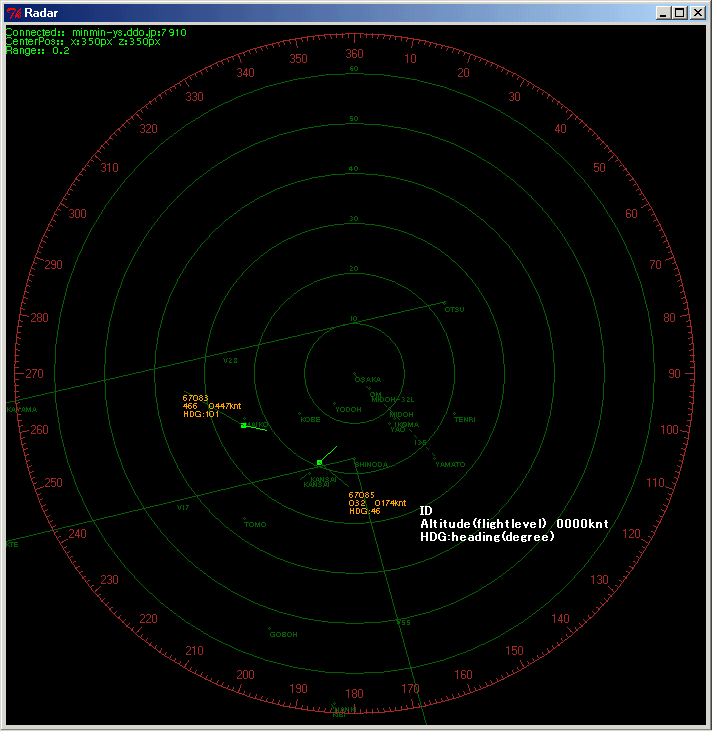 Radar
Connected:: minmin-ys.ddo.jp:7910
CenterPos:: x:350px z:350px
Range:: 0.2
360
10
20
30
40
50
60
70
80
90
100
110
120
130
140
150
160
170
180
190
200
210
220
230
240
250
260
270
280
290
300
310
320
330
340
350
60
50
40
30
20
10
OTSU
V28
OSAKA
OM
MIDOH-32L
67083
466 0447knt
HDG:101
MAIKO
KOBE
YODOH
MIDOH
IKOMA
YAO
TENRI
SHINODA
YAMATO
KANSAI
KANSAI
67085
032 0174knt
HDG:46
ID
Altitude(flightlevel) 0000knt
HDG:heading(degree)
V17
TOMO
GOBOH
V55